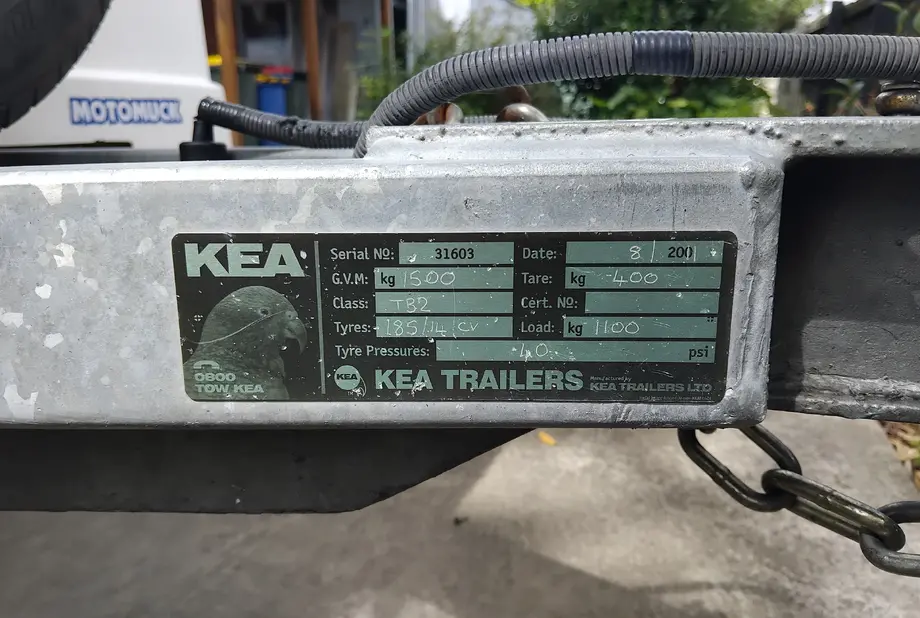 MOTOMUCK
KEA
Serial Nº: 31603 Date: 8/ 200
G.V.M: kg 1500 Tare: kg 400
Class: TB2 Cert. Nº:
Tyres: 185/14 CV Load: kg 1100
Tyre Pressures: 40 psi
0800
TOW KEA
KEA KEA TRAILERS Manufactured by KEA TRAILERS LTD